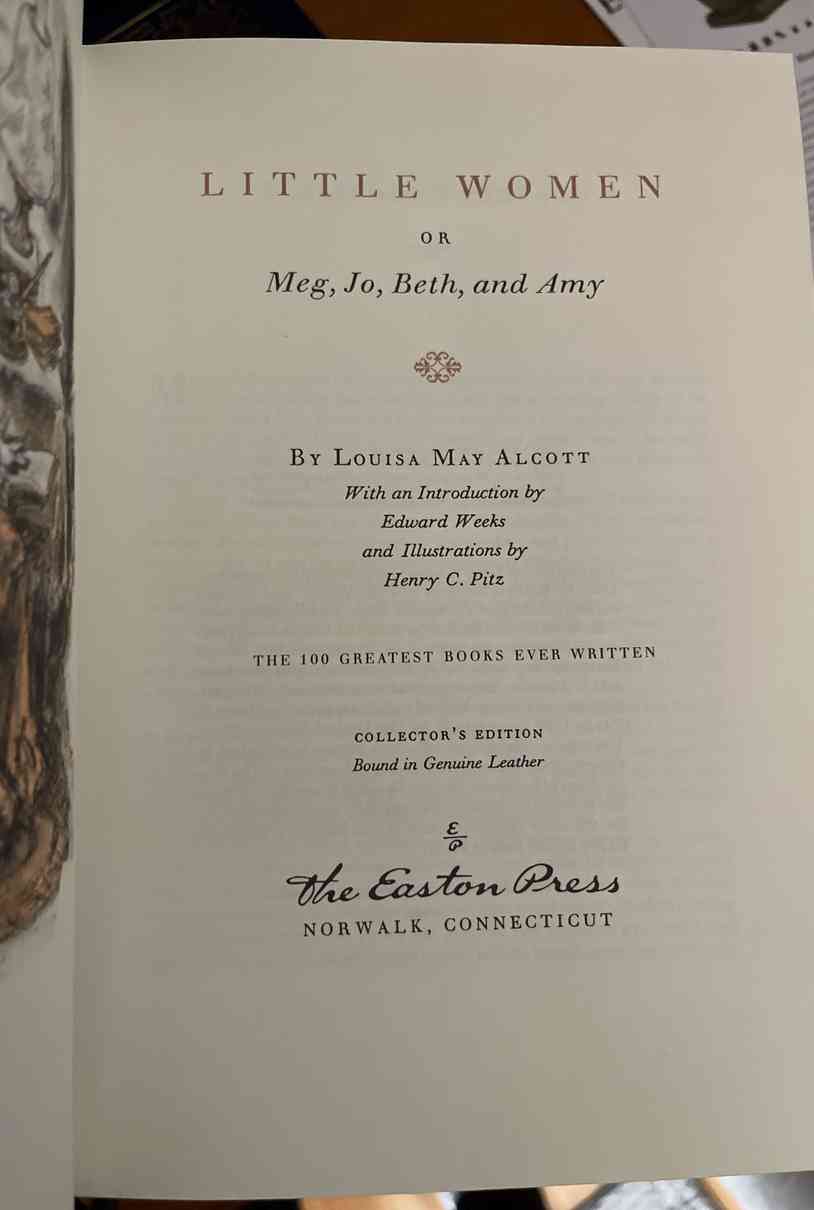 LITTLE WOMEN
OR
Meg, Jo, Beth, and Amy
BY LOUISA MAY ALCOTT
With an Introduction by
Edward Weeks
and Illustrations by
Henry C. Pitz
THE 100 GREATEST BOOKS EVER WRITTEN
COLLECTOR'S EDITION
Bound in Genuine Leather
E
P
The Easton Press
NORWALK, CONNECTICUT